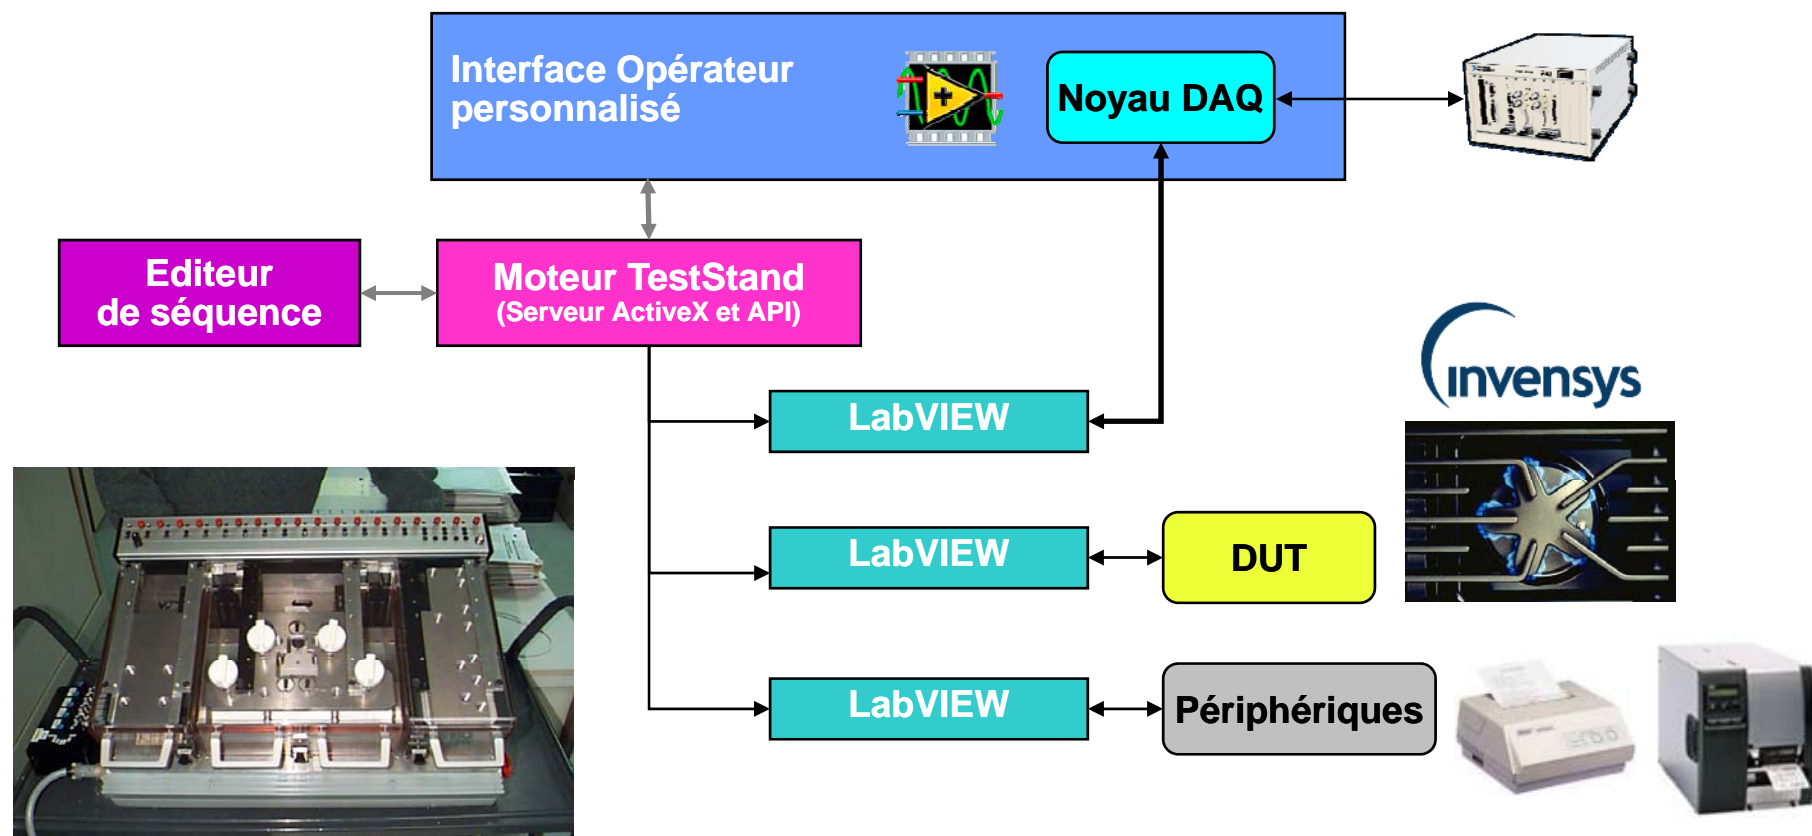 Interface Opérateur
personnalisé
Noyau DAQ
Editeur
de séquence
Moteur TestStand
(Serveur ActiveX et API)
invensys
LabVIEW
LabVIEW
DUT
LabVIEW
Périphériques